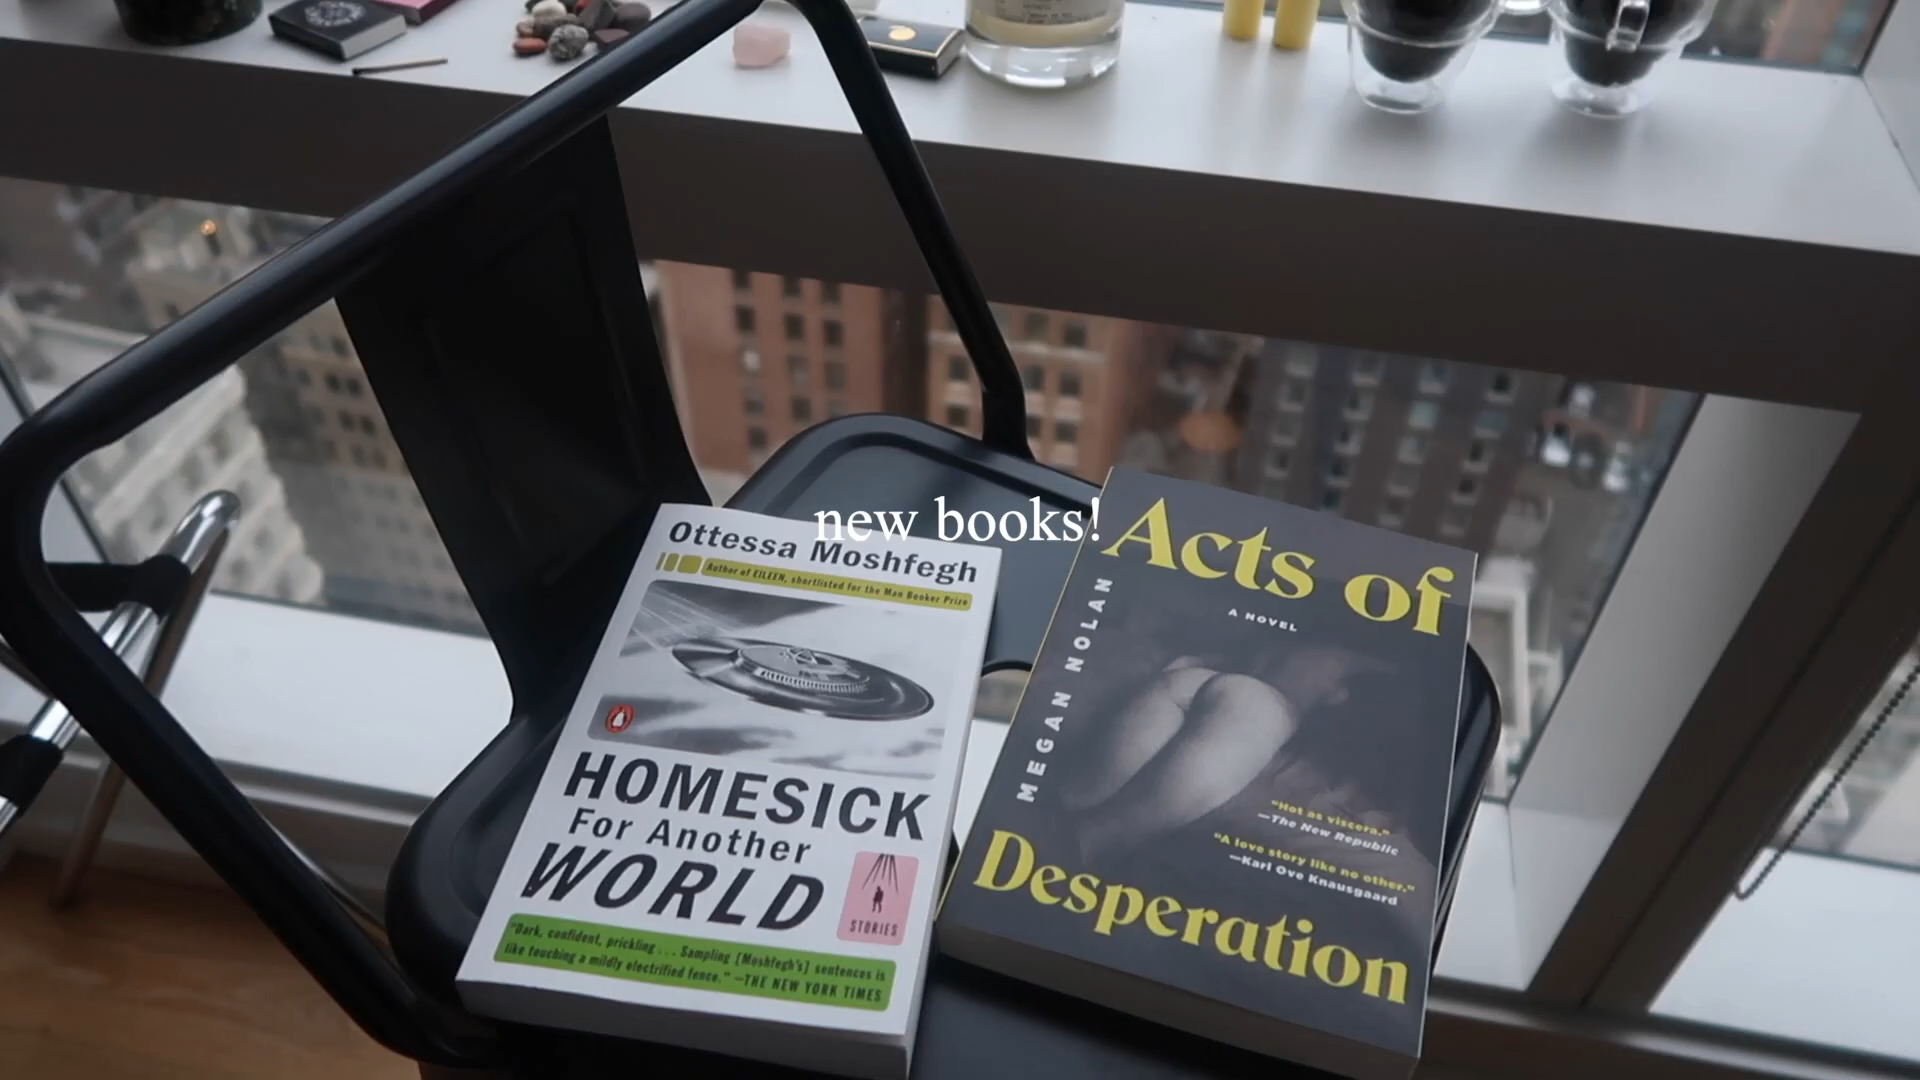 new books!
Ottessa Moshfegh
Author of EILEEN, shortlisted for the Man Booker Prize
HOMESICK
For Another
WORLD
STORIES
"Dark, confident, prickling . . . Sampling [Moshfegh's] sentences is
like touching a mildly electrified fence." —THE NEW YORK TIMES
Acts of
A NOVEL
MEGAN NOLAN
"Hot as viscera."
—The New Republic
"A love story like no other."
—Karl Ove Knausgaard
Desperation